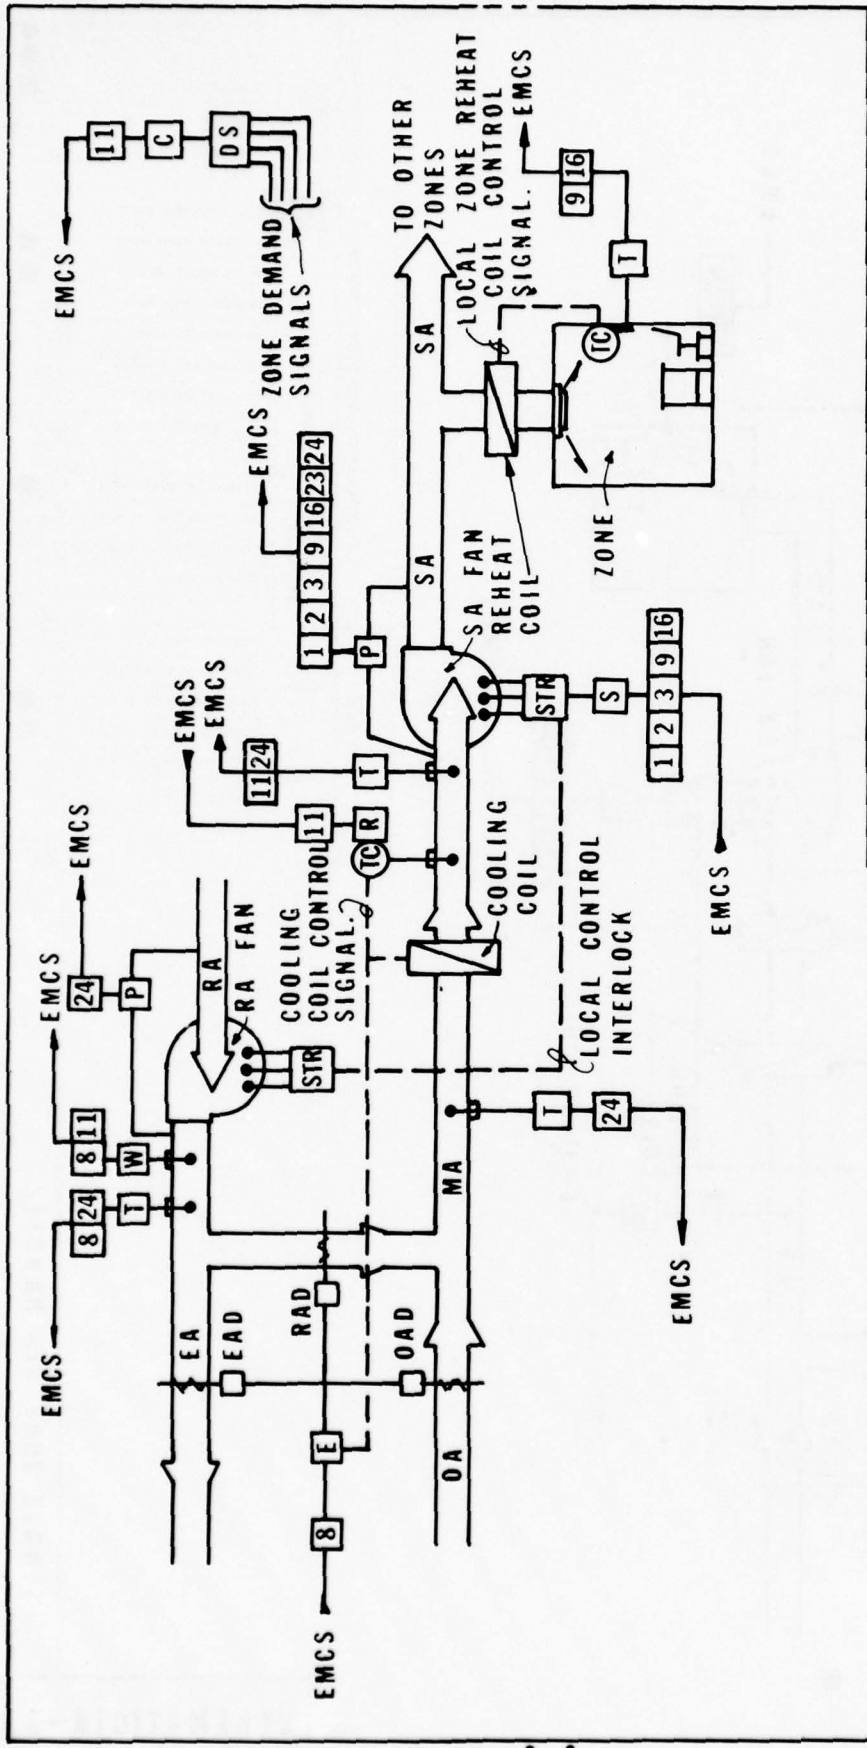 EMCS
8 24
T
EMCS
8 11
W
EMCS
24
P
RA
RA FAN
STR
EA
EAD
RAD
OAD
E
8
EMCS
OA
MA
T
24
EMCS
COOLING
COIL CONTROL
SIGNAL.
EMCS
11
R
TC
EMCS
11 24
T
COOLING
COIL
LOCAL CONTROL
INTERLOCK
EMCS
1 2 3 9 16 23 24
P
SA FAN
REHEAT
COIL
STR
S
1 2 3 9 16
EMCS
SA
SA
TO OTHER
ZONES
LOCAL ZONE REHEAT
COIL CONTROL
SIGNAL.
TC
ZONE
T
9 16
EMCS
EMCS
11
C
DS
ZONE DEMAND
SIGNALS